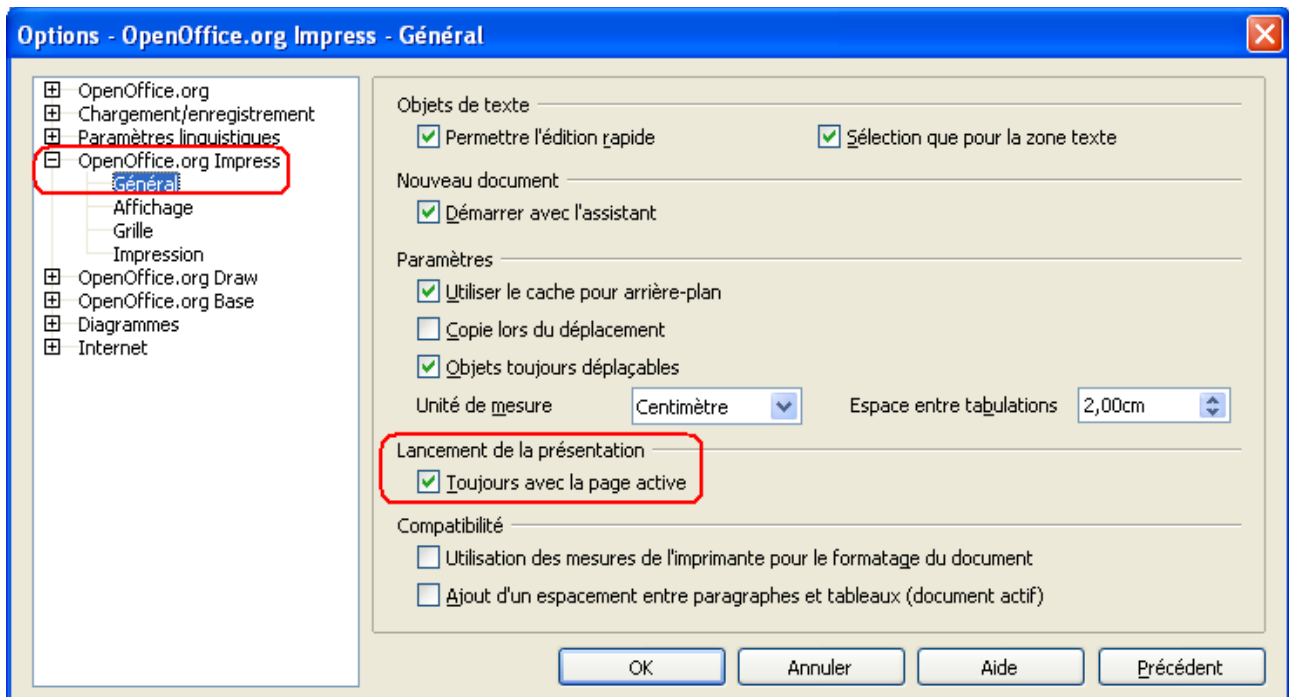 Options - OpenOffice.org Impress - Général
OpenOffice.org
Chargement/enregistrement
Paramètres linguistiques
OpenOffice.org Impress
Général
Affichage
Grille
Impression
OpenOffice.org Draw
OpenOffice.org Base
Diagrammes
Internet
Objets de texte
Permettre l'édition rapide Sélection que pour la zone texte
Nouveau document
Démarrer avec l'assistant
Paramètres
Utiliser le cache pour arrière-plan
Copie lors du déplacement
Objets toujours déplaçables
Unité de mesure Centimètre Espace entre tabulations 2,00cm
Lancement de la présentation
Toujours avec la page active
Compatibilité
Utilisation des mesures de l'imprimante pour le formatage du document
Ajout d'un espacement entre paragraphes et tableaux (document actif)
OK Annuler Aide Précédent